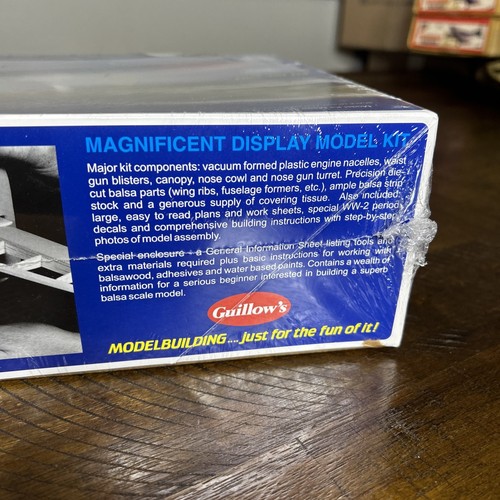 MAGNIFICENT DISPLAY MODEL KIT
Major kit components: vacuum formed plastic engine nacelles, waist
gun blisters, canopy, nose cowl and nose gun turret. Precision die-
cut balsa parts (wing ribs, fuselage formers, etc.), ample balsa strip
stock and a generous supply of covering tissue. Also included:
large, easy to read plans and work sheets, special WW-2 period
decals and comprehensive building instructions with step-by-step
photos of model assembly.
Special enclosure - a General Information Sheet listing tools and
extra materials required plus basic instructions for working with
balsawood, adhesives and water based paints. Contains a wealth of
information for a serious beginner interested in building a superb
balsa scale model.
Guillow's
MODELBUILDING....just for the fun of it!